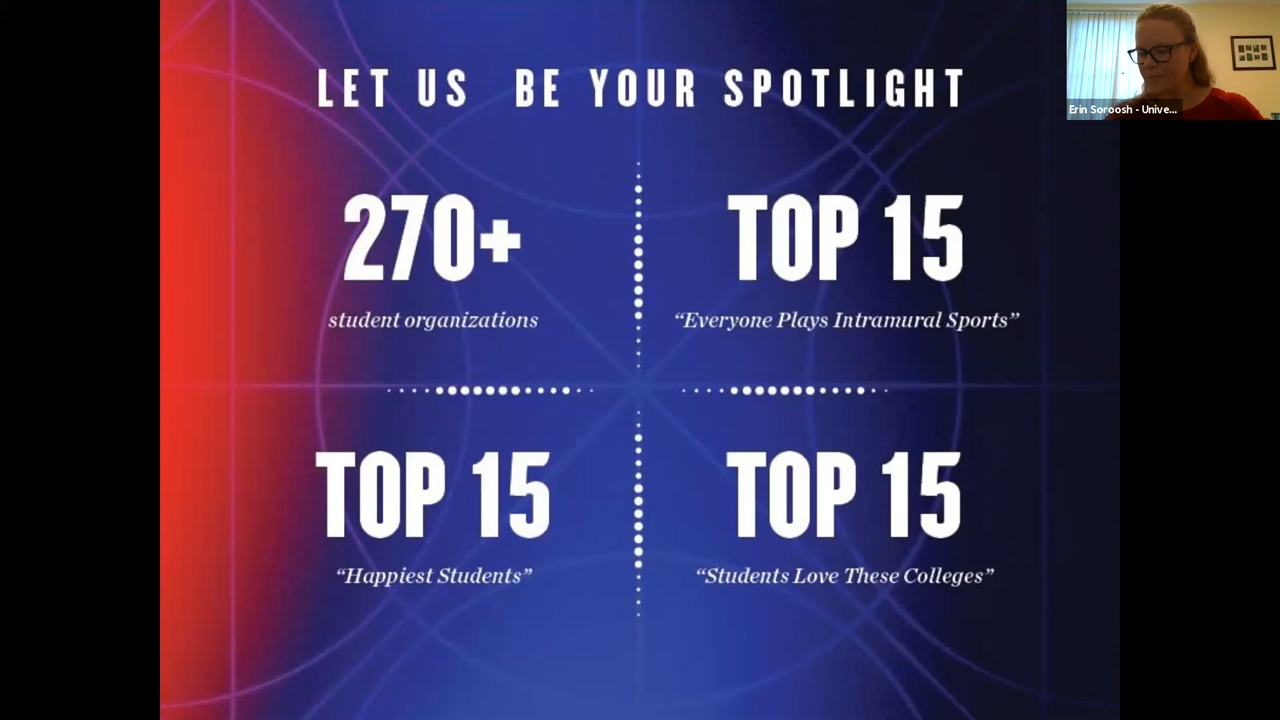 LET US BE YOUR SPOTLIGHT
270+
student organizations
TOP 15
“Everyone Plays Intramural Sports”
TOP 15
“Happiest Students”
TOP 15
“Students Love These Colleges”
Erin Soroosh - Unive...